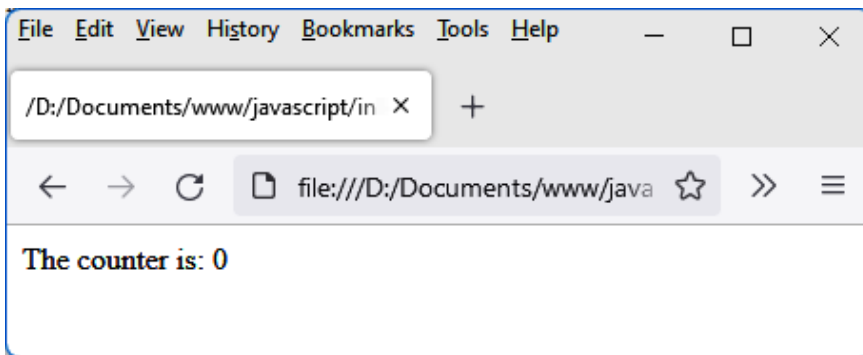 File Edit View History Bookmarks Tools Help
/D:/Documents/www/javascript/in
file:///D:/Documents/www/java
The counter is: 0